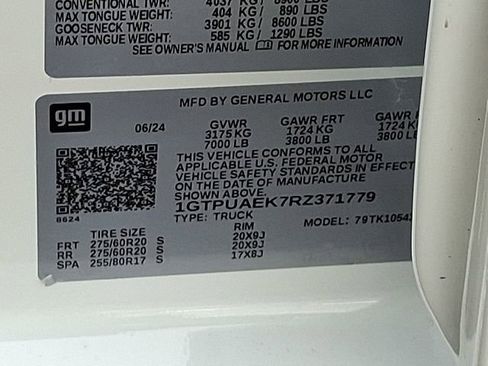 CONVENTIONAL TWR: 4037 KG / 8900 LBS
MAX TONGUE WEIGHT: 404 KG / 890 LBS
GOOSENECK TWR: 3901 KG / 8600 LBS
MAX TONGUE WEIGHT: 585 KG / 1290 LBS
SEE OWNER'S MANUAL FOR MORE INFORMATION
gm
MFD BY GENERAL MOTORS LLC
06/24 GVWR GAWR FRT GAWR
3175 KG 1724 KG 1724
7000 LB 3800 LB 3800 LB
THIS VEHICLE CONFORMS TO ALL
APPLICABLE U.S. FEDERAL MOTOR
VEHICLE SAFETY STANDARDS IN EFFECT
ON THE DATE OF MANUFACTURE
SHOWN ABOVE.
1GTPUAEK7RZ371779
8624
TYPE: TRUCK MODEL: 79TK1054
TIRE SIZE RIM
FRT 275/60R20 S 20X9J
RR 275/60R20 S 20X9J
SPA 255/80R17 S 17X8J